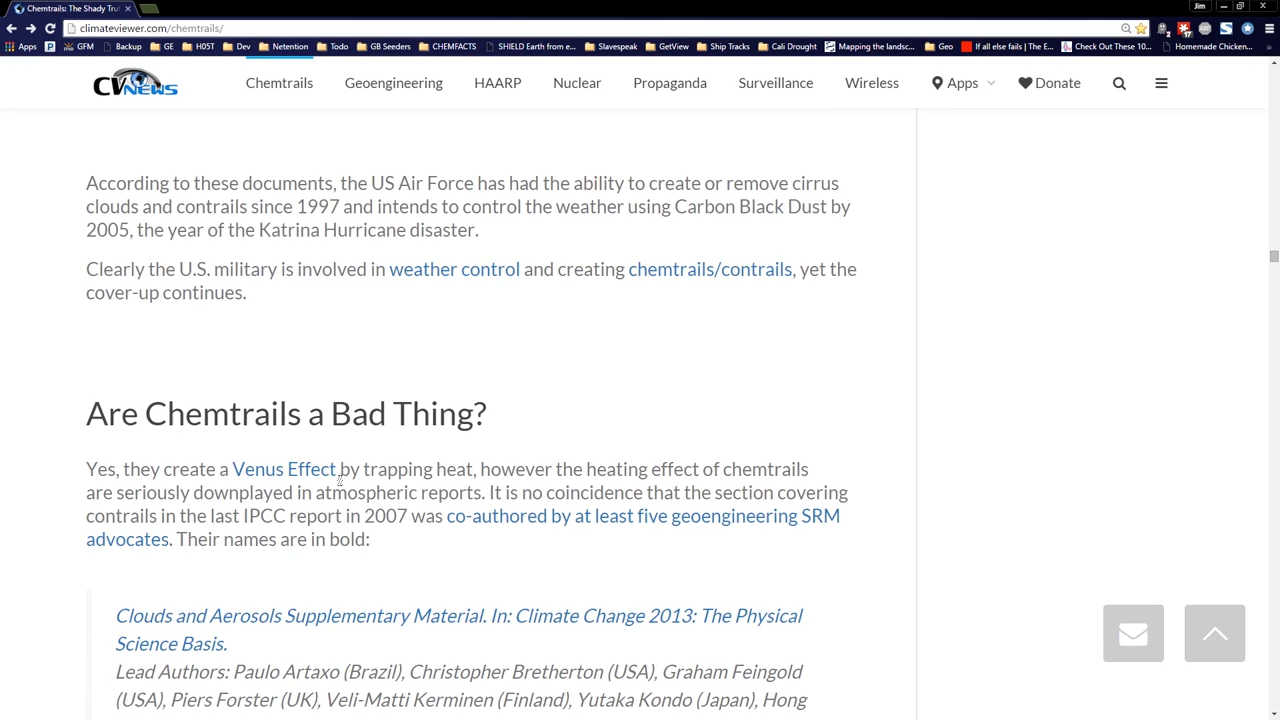 Chemtrails: The Shady Tru
Jim
climateviewer.com/chemtrails/
Apps P GFM Backup GE H05T Dev Netention Todo GB Seeders CHEMFACTS SHIELD Earth from e... Slavespeak GetView Ship Tracks Cali Drought Mapping the landsc... Geo If all else fails | The E... Check Out These 10... Homemade Chicken...
CV NEWS Chemtrails Geoengineering HAARP Nuclear Propaganda Surveillance Wireless Apps Donate
According to these documents, the US Air Force has had the ability to create or remove cirrus
clouds and contrails since 1997 and intends to control the weather using Carbon Black Dust by
2005, the year of the Katrina Hurricane disaster.
Clearly the U.S. military is involved in weather control and creating chemtrails/contrails, yet the
cover-up continues.
Are Chemtrails a Bad Thing?
Yes, they create a Venus Effect by trapping heat, however the heating effect of chemtrails
are seriously downplayed in atmospheric reports. It is no coincidence that the section covering
contrails in the last IPCC report in 2007 was co-authored by at least five geoengineering SRM
advocates. Their names are in bold:
Clouds and Aerosols Supplementary Material. In: Climate Change 2013: The Physical
Science Basis.
Lead Authors: Paulo Artaxo (Brazil), Christopher Bretherton (USA), Graham Feingold
(USA), Piers Forster (UK), Veli-Matti Kerminen (Finland), Yutaka Kondo (Japan), Hong